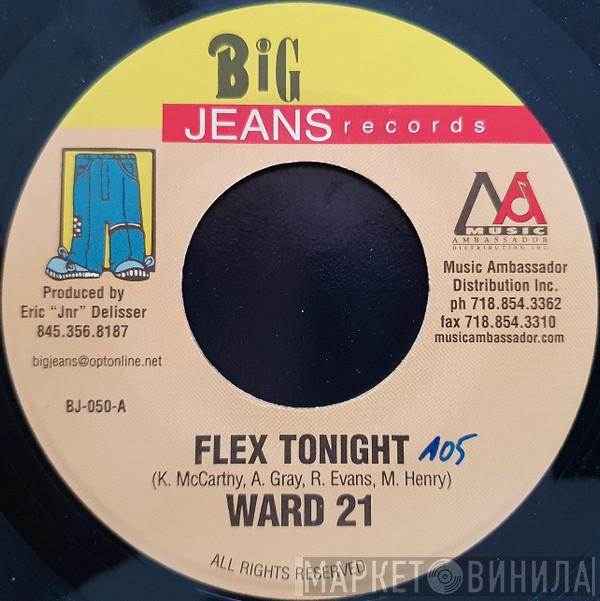 BiG
JEANS records
MUSIC
AMBASSADOR
DISTRIBUTION INC.
Music Ambassador
Distribution Inc.
ph 718.854.3362
fax 718.854.3310
musicambassador.com
Produced by
Eric "Jnr" Delisser
845.356.8187
bigjeans@optonline.net
BJ-050-A
FLEX TONIGHT 105
(K. McCarthy, A. Gray, R. Evans, M. Henry)
WARD 21
ALL RIGHTS RESERVED
МАРКЕТ ВИНИЛА